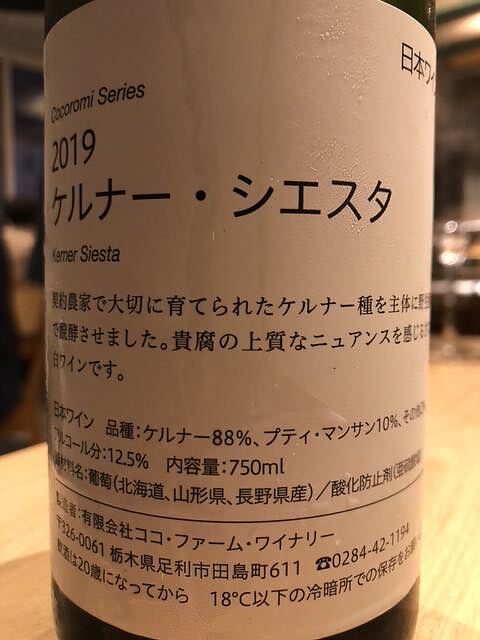 日本ワイ
Cocoromi Series
2019
ケルナー・シエスタ
Kerner Siesta
契約農家で大切に育てられたケルナー種を主体に野生
で醗酵させました。貴腐の上質なニュアンスを感じる
白ワインです。
日本ワイン 品種:ケルナー88%、プティ・マンサン10%、その他
アルコール分:12.5% 内容量:750ml
原材料名:葡萄(北海道、山形県、長野県産)/酸化防止剤(亜硫酸
製造者:有限会社ココ・ファーム・ワイナリー
〒326-0061 栃木県足利市田島町611 ☎0284-42-1194
飲酒は20歳になってから 18°C以下の冷暗所での保存をお